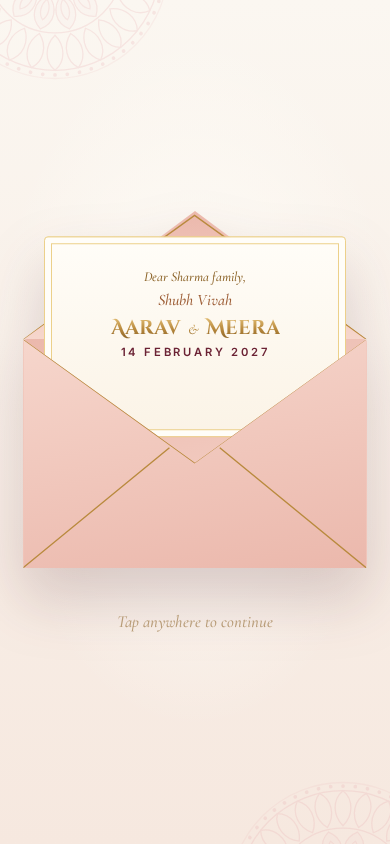 Dear Sharma family,
Shubh Vivah
Aarav & Meera
14 FEBRUARY 2027
Tap anywhere to continue